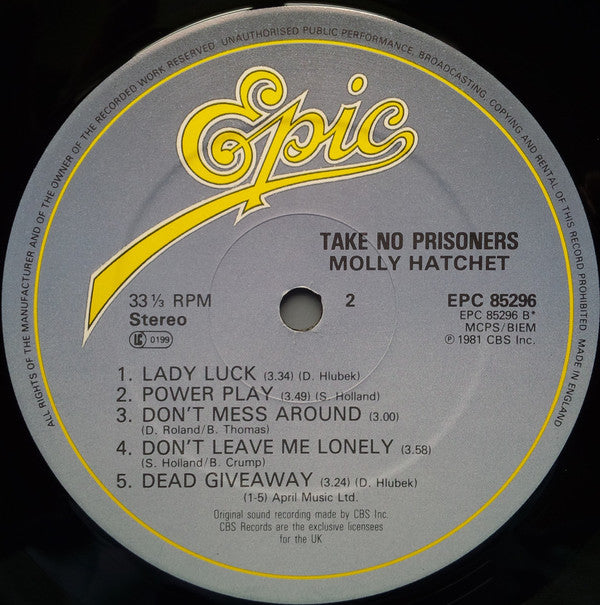 ALL RIGHTS OF THE MANUFACTURER AND OF THE OWNER OF THE RECORDED WORK RESERVED. UNAUTHORISED PUBLIC PERFORMANCE, BROADCASTING, COPYING AND RENTAL OF THIS RECORD PROHIBITED. MADE IN ENGLAND
Epic
TAKE NO PRISONERS
MOLLY HATCHET
33⅓ RPM 2 EPC 85296
Stereo EPC 85296 B*
MCPS/BIEM
LC 0199 ℗ 1981 CBS Inc.
1. LADY LUCK (3.34) (D. Hlubek)
2. POWER PLAY (3.49) (S. Holland)
3. DON'T MESS AROUND (3.00)
(D. Roland/B. Thomas)
4. DON'T LEAVE ME LONELY (3.58)
(S. Holland/B. Crump)
5. DEAD GIVEAWAY (3.24) (D. Hlubek)
(1-5) April Music Ltd.
Original sound recording made by CBS Inc.
CBS Records are the exclusive licensees
for the UK